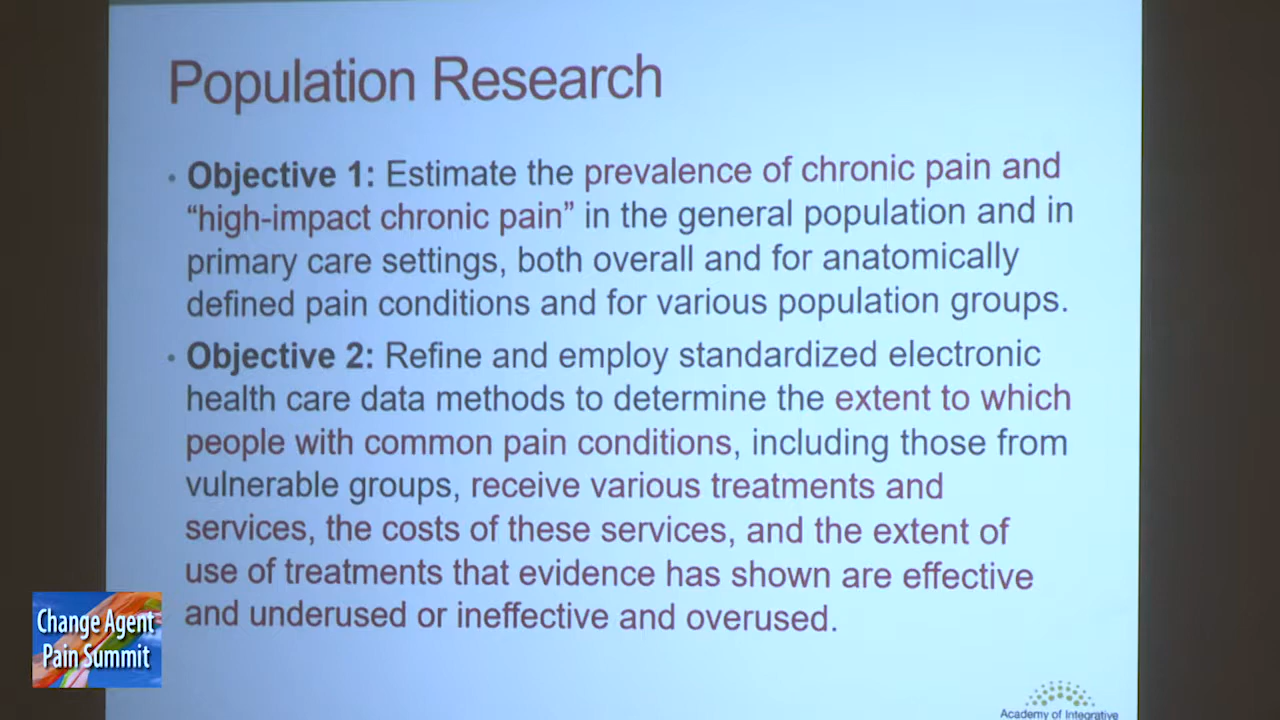 Population Research
• Objective 1: Estimate the prevalence of chronic pain and
“high-impact chronic pain” in the general population and in
primary care settings, both overall and for anatomically
defined pain conditions and for various population groups.
• Objective 2: Refine and employ standardized electronic
health care data methods to determine the extent to which
people with common pain conditions, including those from
vulnerable groups, receive various treatments and
services, the costs of these services, and the extent of
use of treatments that evidence has shown are effective
and underused or ineffective and overused.
Change Agent
Pain Summit
Academy of Integrative